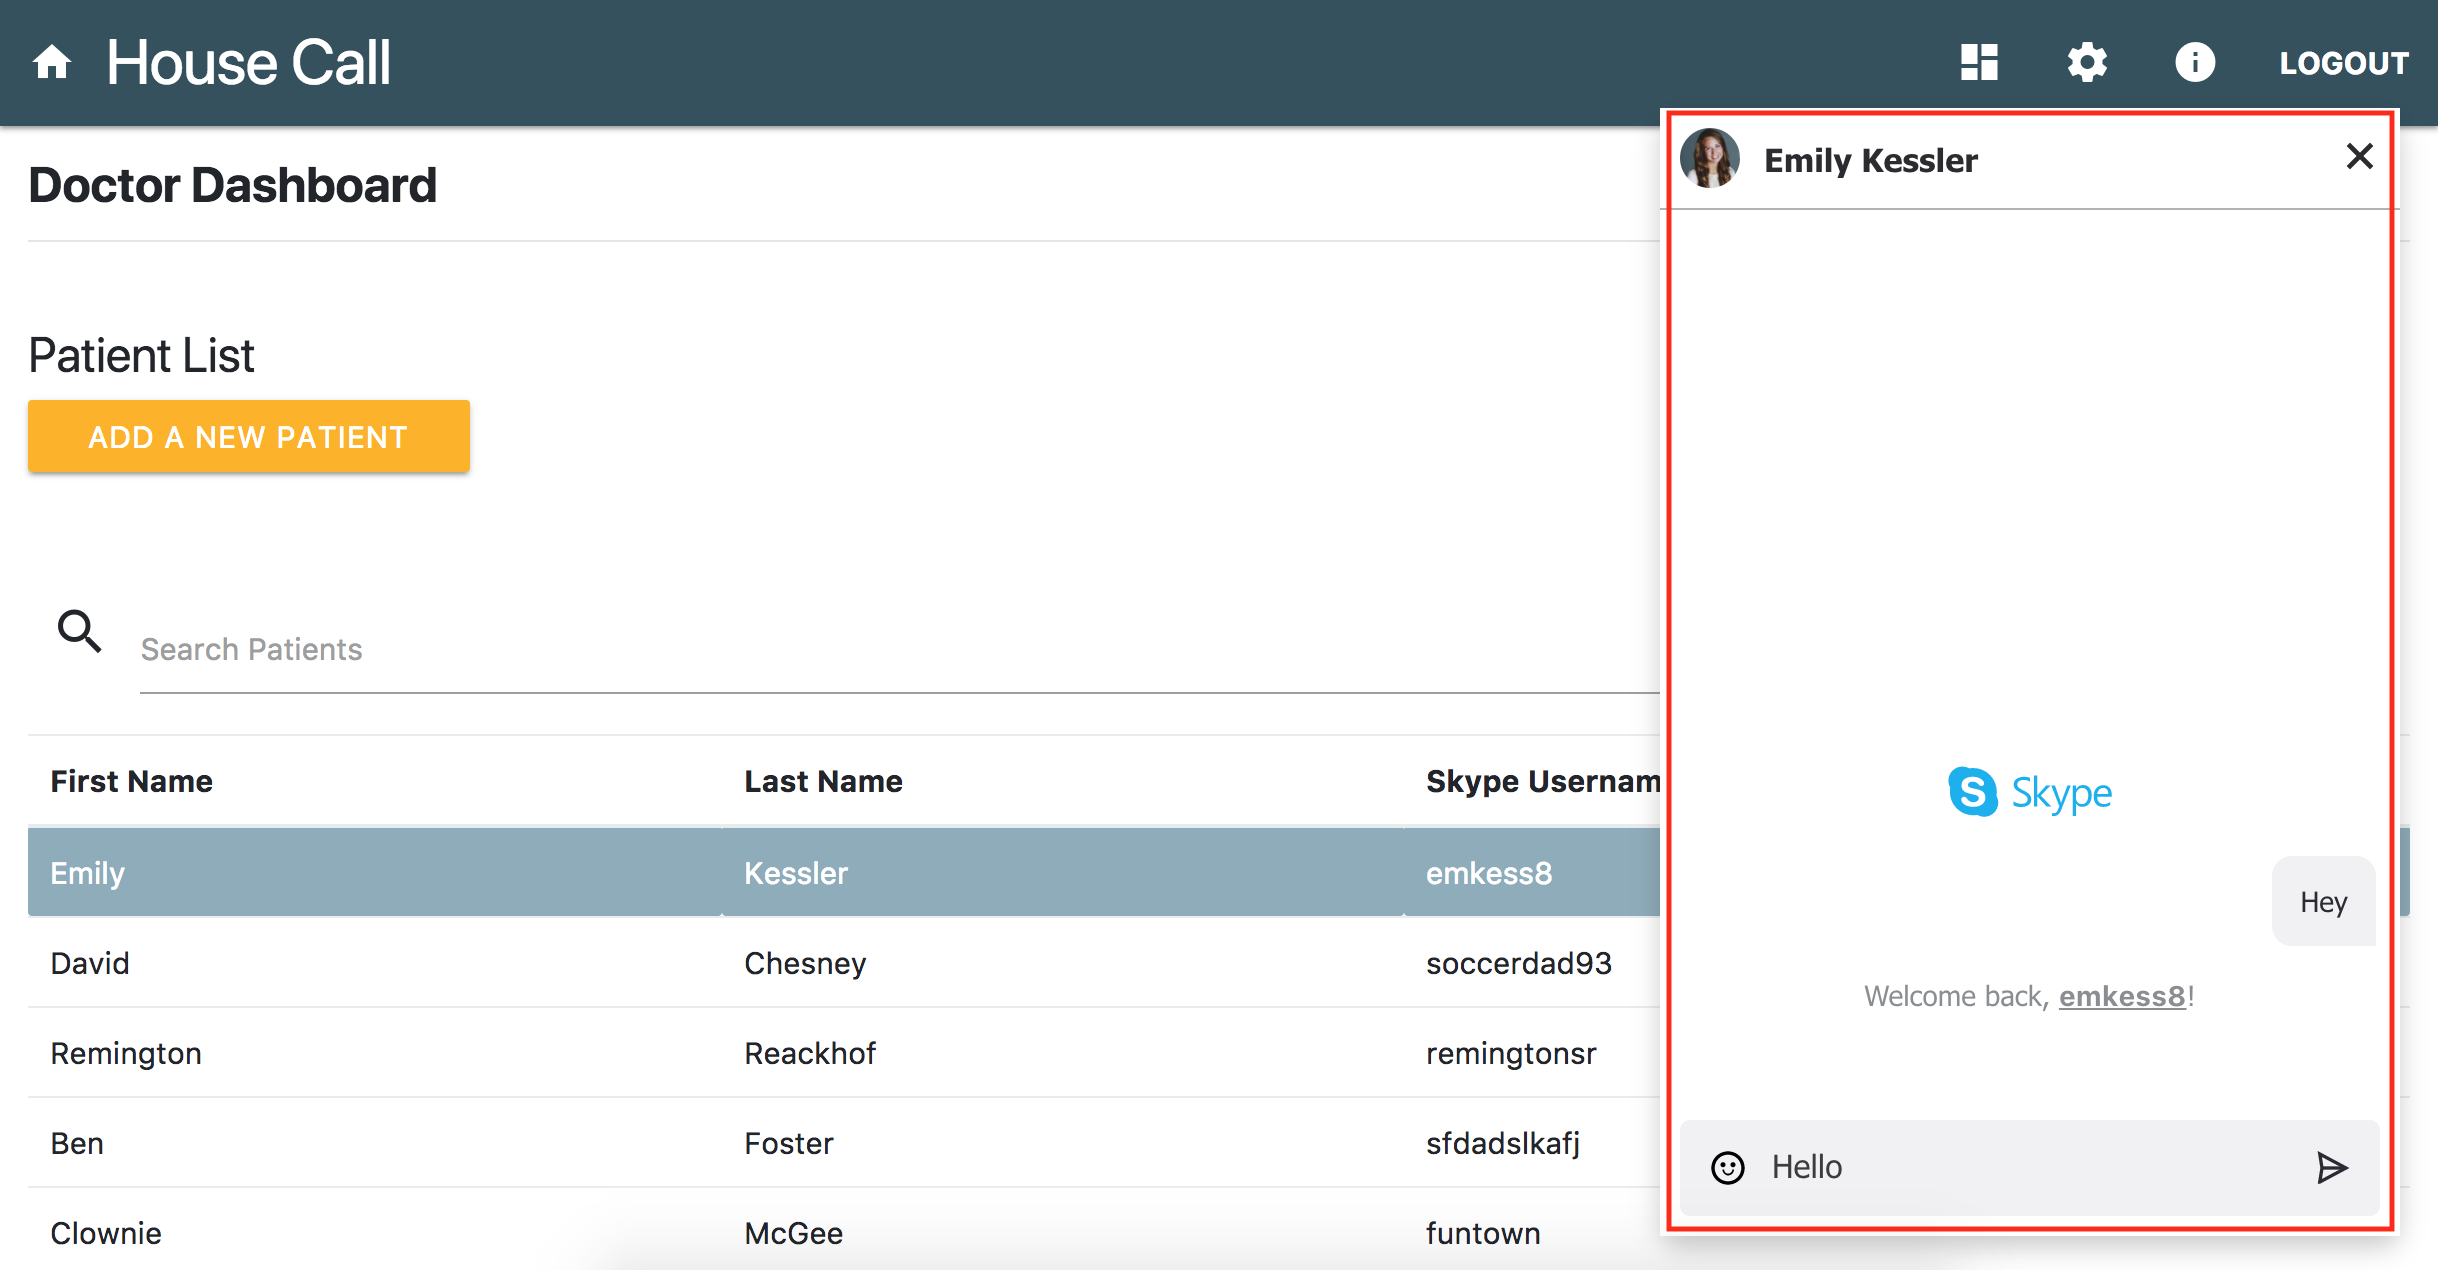 House Call
LOGOUT
Doctor Dashboard
Patient List
ADD A NEW PATIENT
Search Patients
First Name Last Name Skype Usernam
Emily Kessler emkess8
David Chesney soccerdad93
Remington Reackhof remingtonsr
Ben Foster sfdadslkafj
Clownie McGee funtown
Emily Kessler
Skype
Hey
Welcome back, emkess8!
Hello